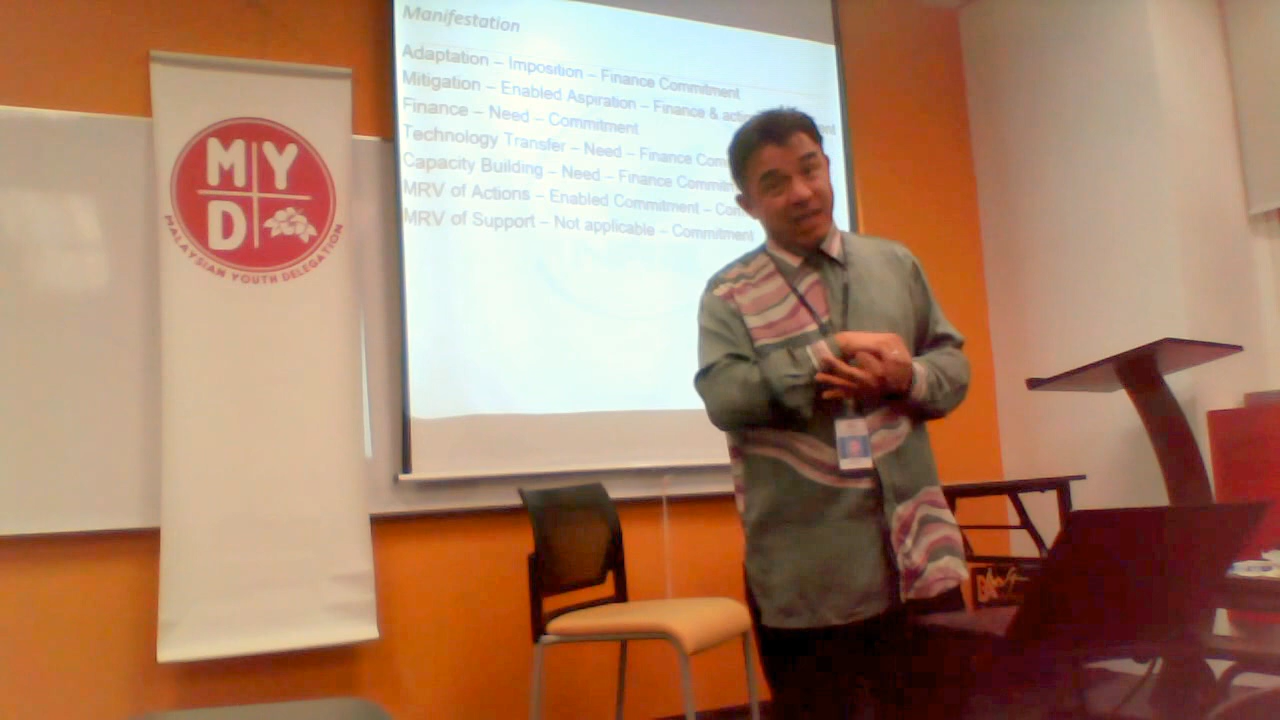 MY
D
MALAYSIAN YOUTH DELEGATION
Manifestation
Adaptation – Imposition – Finance Commitment
Mitigation – Enabled Aspiration – Finance &
Finance – Need – Commitment
Technology Transfer – Need – Finance
Capacity Building – Need – Finance
MRV of Actions – Enabled Commitment –
MRV of Support – Not applicable – Commitment